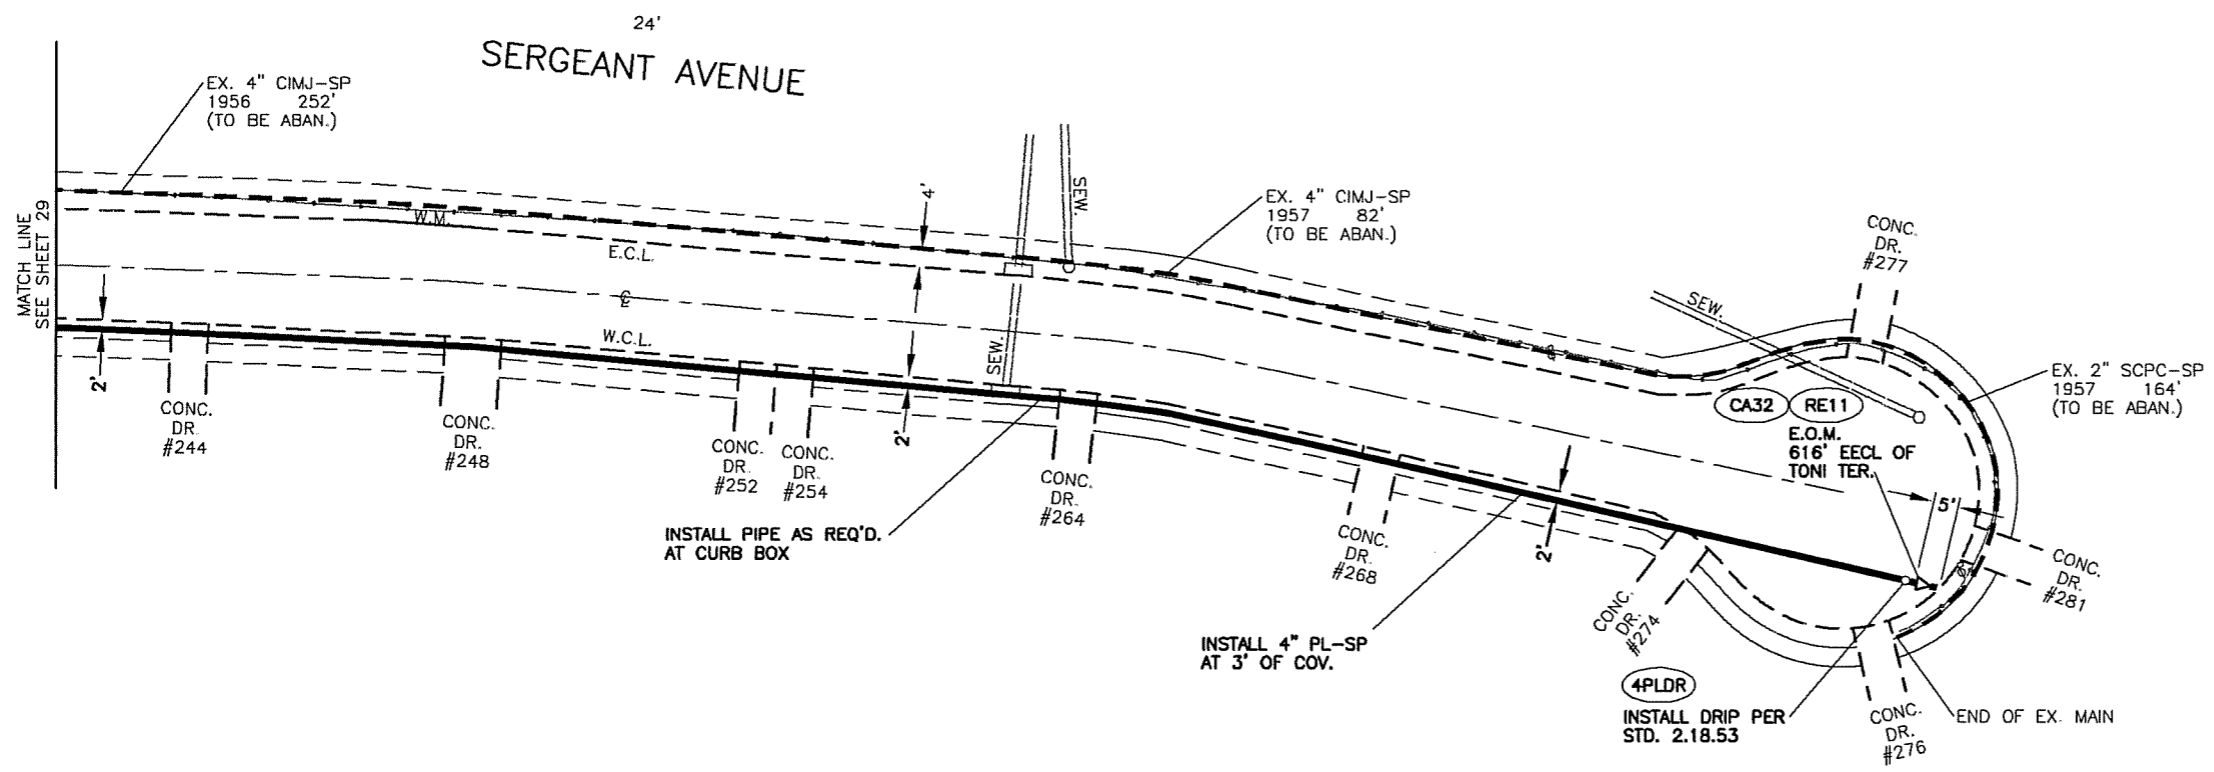 24'
SERGEANT AVENUE
EX. 4" CIMJ-SP
1956 252'
(TO BE ABAN.)
MATCH LINE
SEE SHEET 29
W.M.
E.C.L.
4'
SEW.
EX. 4" CIMJ-SP
1957 82'
(TO BE ABAN.)
CONC.
DR.
#277
SEW.
EX. 2" SCPC-SP
1957 164'
(TO BE ABAN.)
CA32
RE11
E.O.M.
616' EECL OF
TONI TER.
5'
W.C.L.
SEW.
2'
CONC.
DR.
#244
CONC.
DR.
#248
CONC.
DR.
#252
CONC.
DR.
#254
2'
CONC.
DR.
#264
INSTALL PIPE AS REQ'D.
AT CURB BOX
CONC.
DR.
#268
2'
CONC.
DR.
#274
CONC.
DR.
#281
INSTALL 4" PL-SP
AT 3' OF COV.
4PLDR
INSTALL DRIP PER
STD. 2.18.53
CONC.
DR.
#276
END OF EX. MAIN